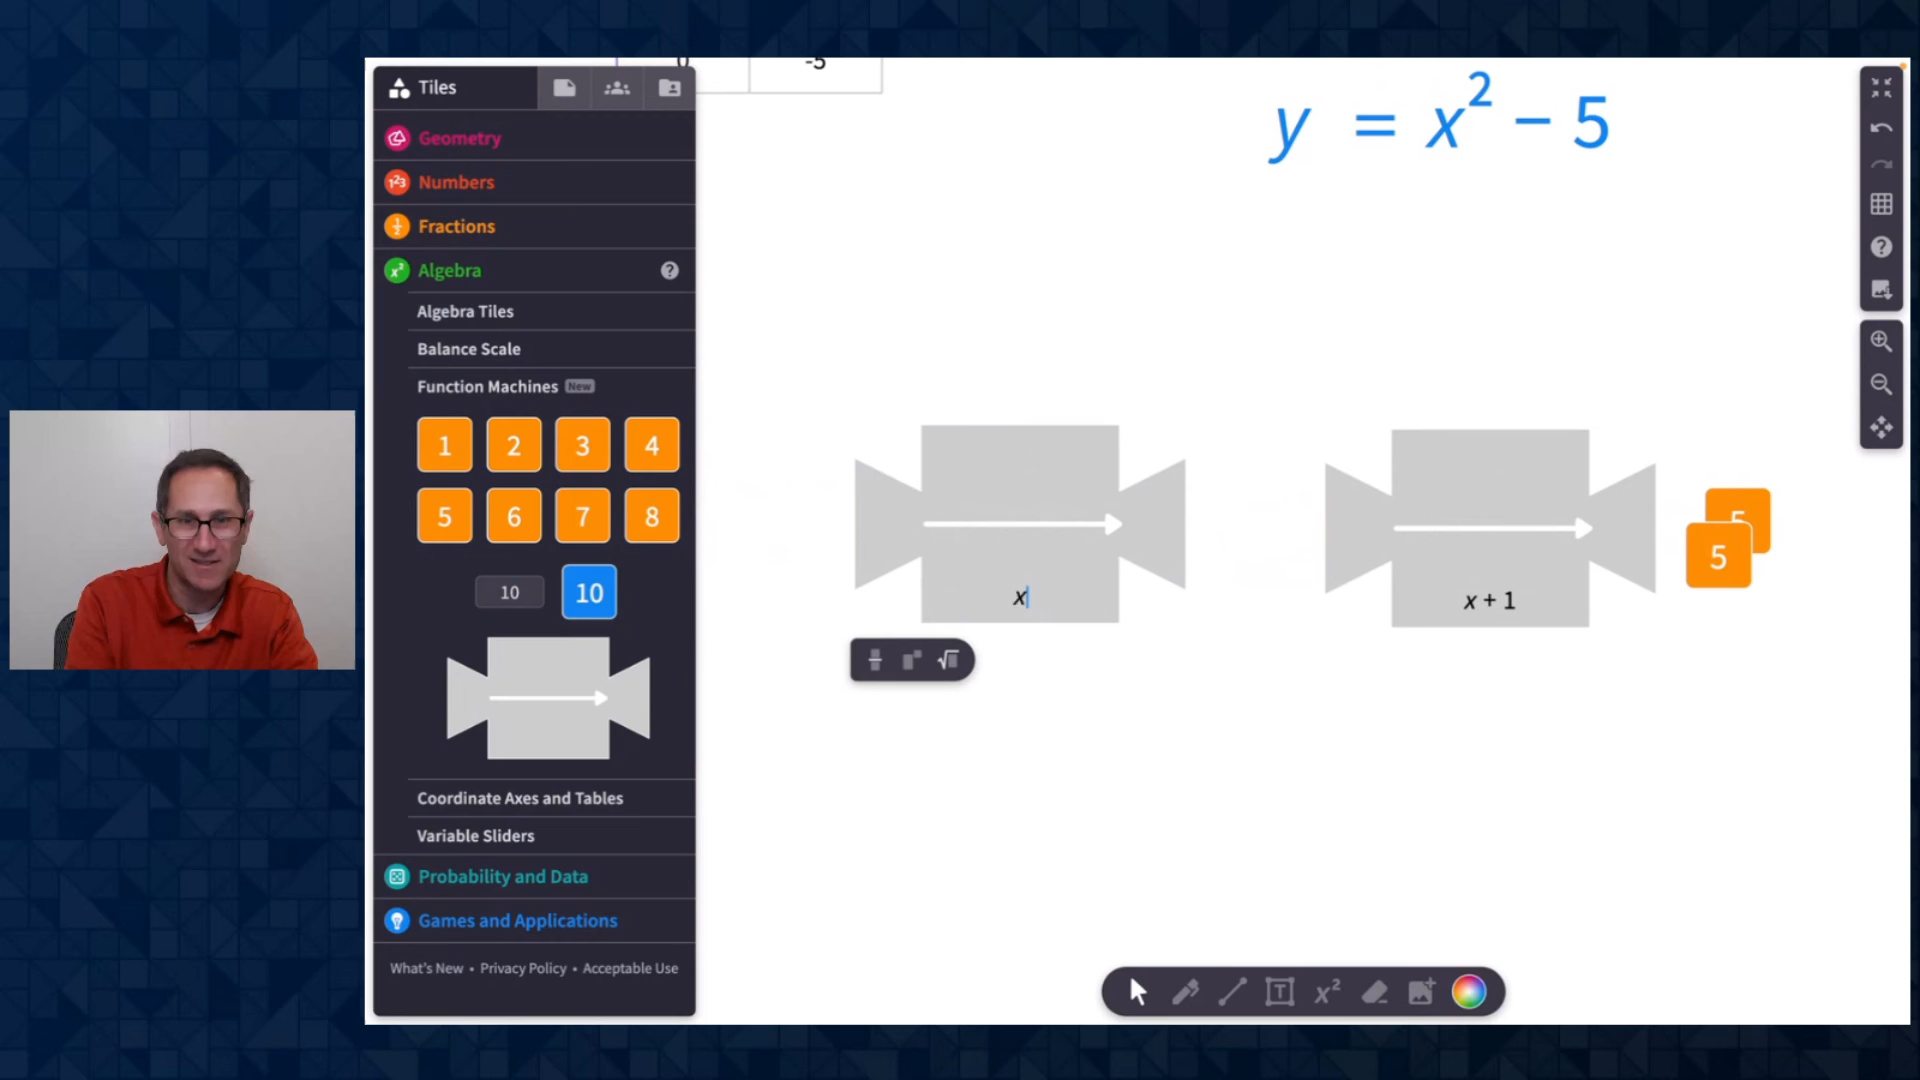 0 -5
Tiles
y = x² − 5
Geometry
Numbers
Fractions
Algebra
Algebra Tiles
Balance Scale
Function Machines New
1 2 3 4
5 6 7 8
10 10
5
5
x
x + 1
Coordinate Axes and Tables
Variable Sliders
Probability and Data
Games and Applications
What's New • Privacy Policy • Acceptable Use